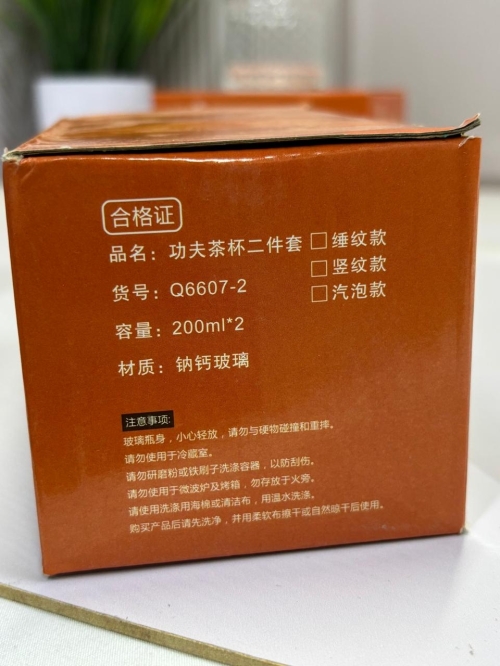 合格证
品名：功夫茶杯二件套 □ 缍纹款
□ 竖纹款
货号：Q6607-2 □ 汽泡款
容量：200ml*2
材质：钠钙玻璃
注意事项:
玻璃瓶身，小心轻放，请勿与硬物碰撞和重摔。
请勿使用于冷藏室。
请勿研磨粉或铁刷子洗涤容器，以防刮伤。
请勿使用于微波炉及烤箱，勿存放于火旁。
请使用洗涤用海棉或清洁布，用温水洗涤。
购买产品后请先洗净，并用柔软布擦干或自然晾干后使用。